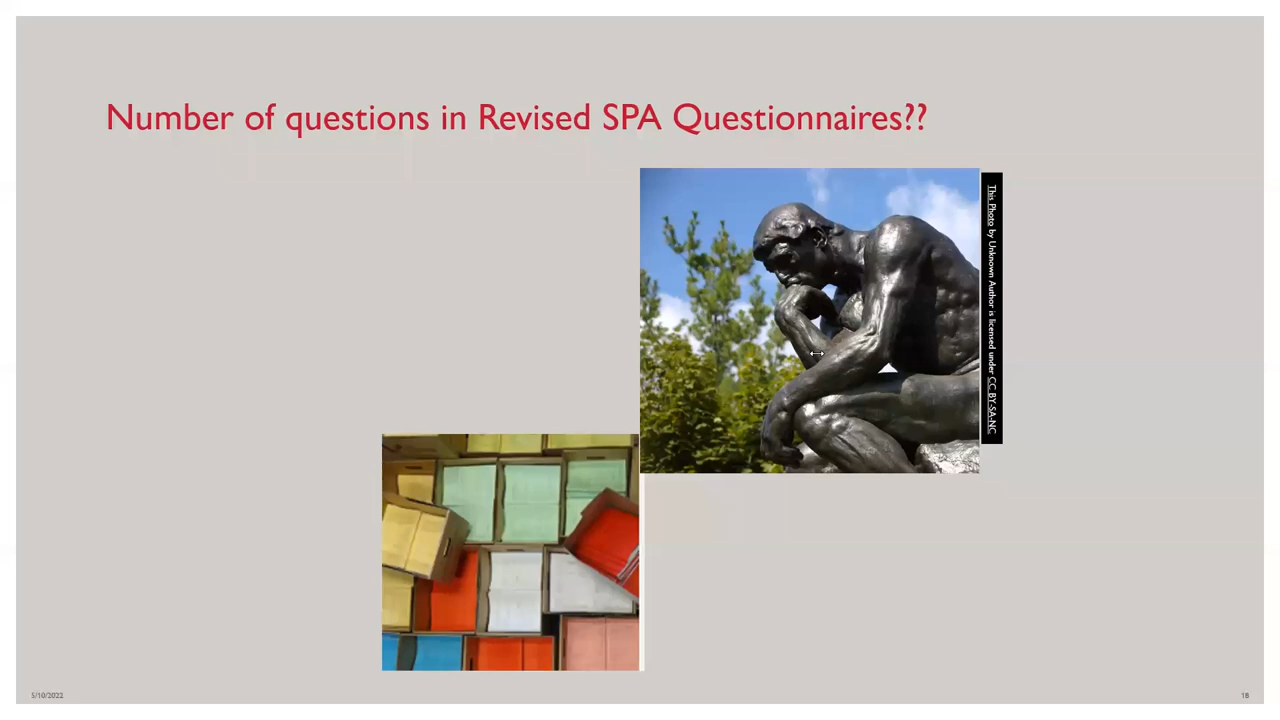 Number of questions in Revised SPA Questionnaires??
This Photo by Unknown Author is licensed under CC BY-SA-NC
5/10/2022
18